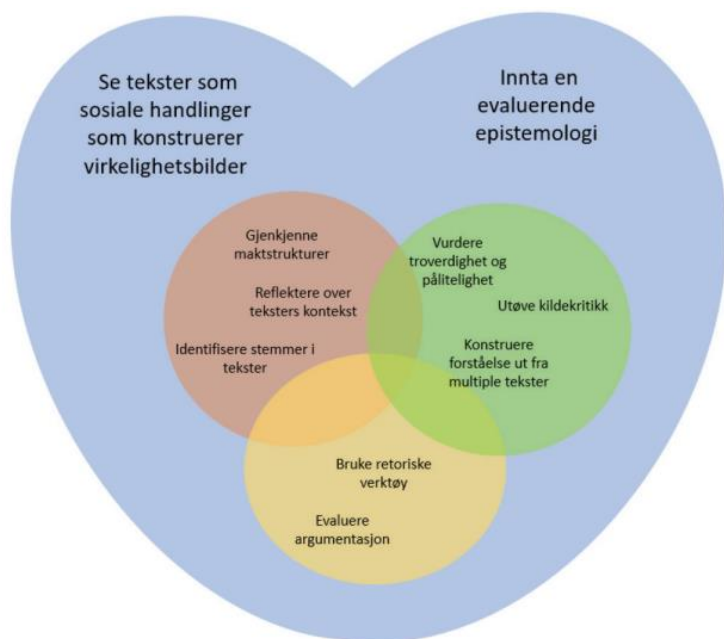 Se tekster som
sosiale handlinger
som konstruerer
virkelighetsbilder
Innta en
evaluerende
epistemologi
Gjenkjenne
maktstrukturer
Reflektere over
teksters kontekst
Identifisere stemmer i
tekster
Vurdere
troverdighet og
pålitelighet
Utøve kildekritikk
Konstruere
forståelse ut fra
multiple tekster
Bruke retoriske
verktøy
Evaluere
argumentasjon